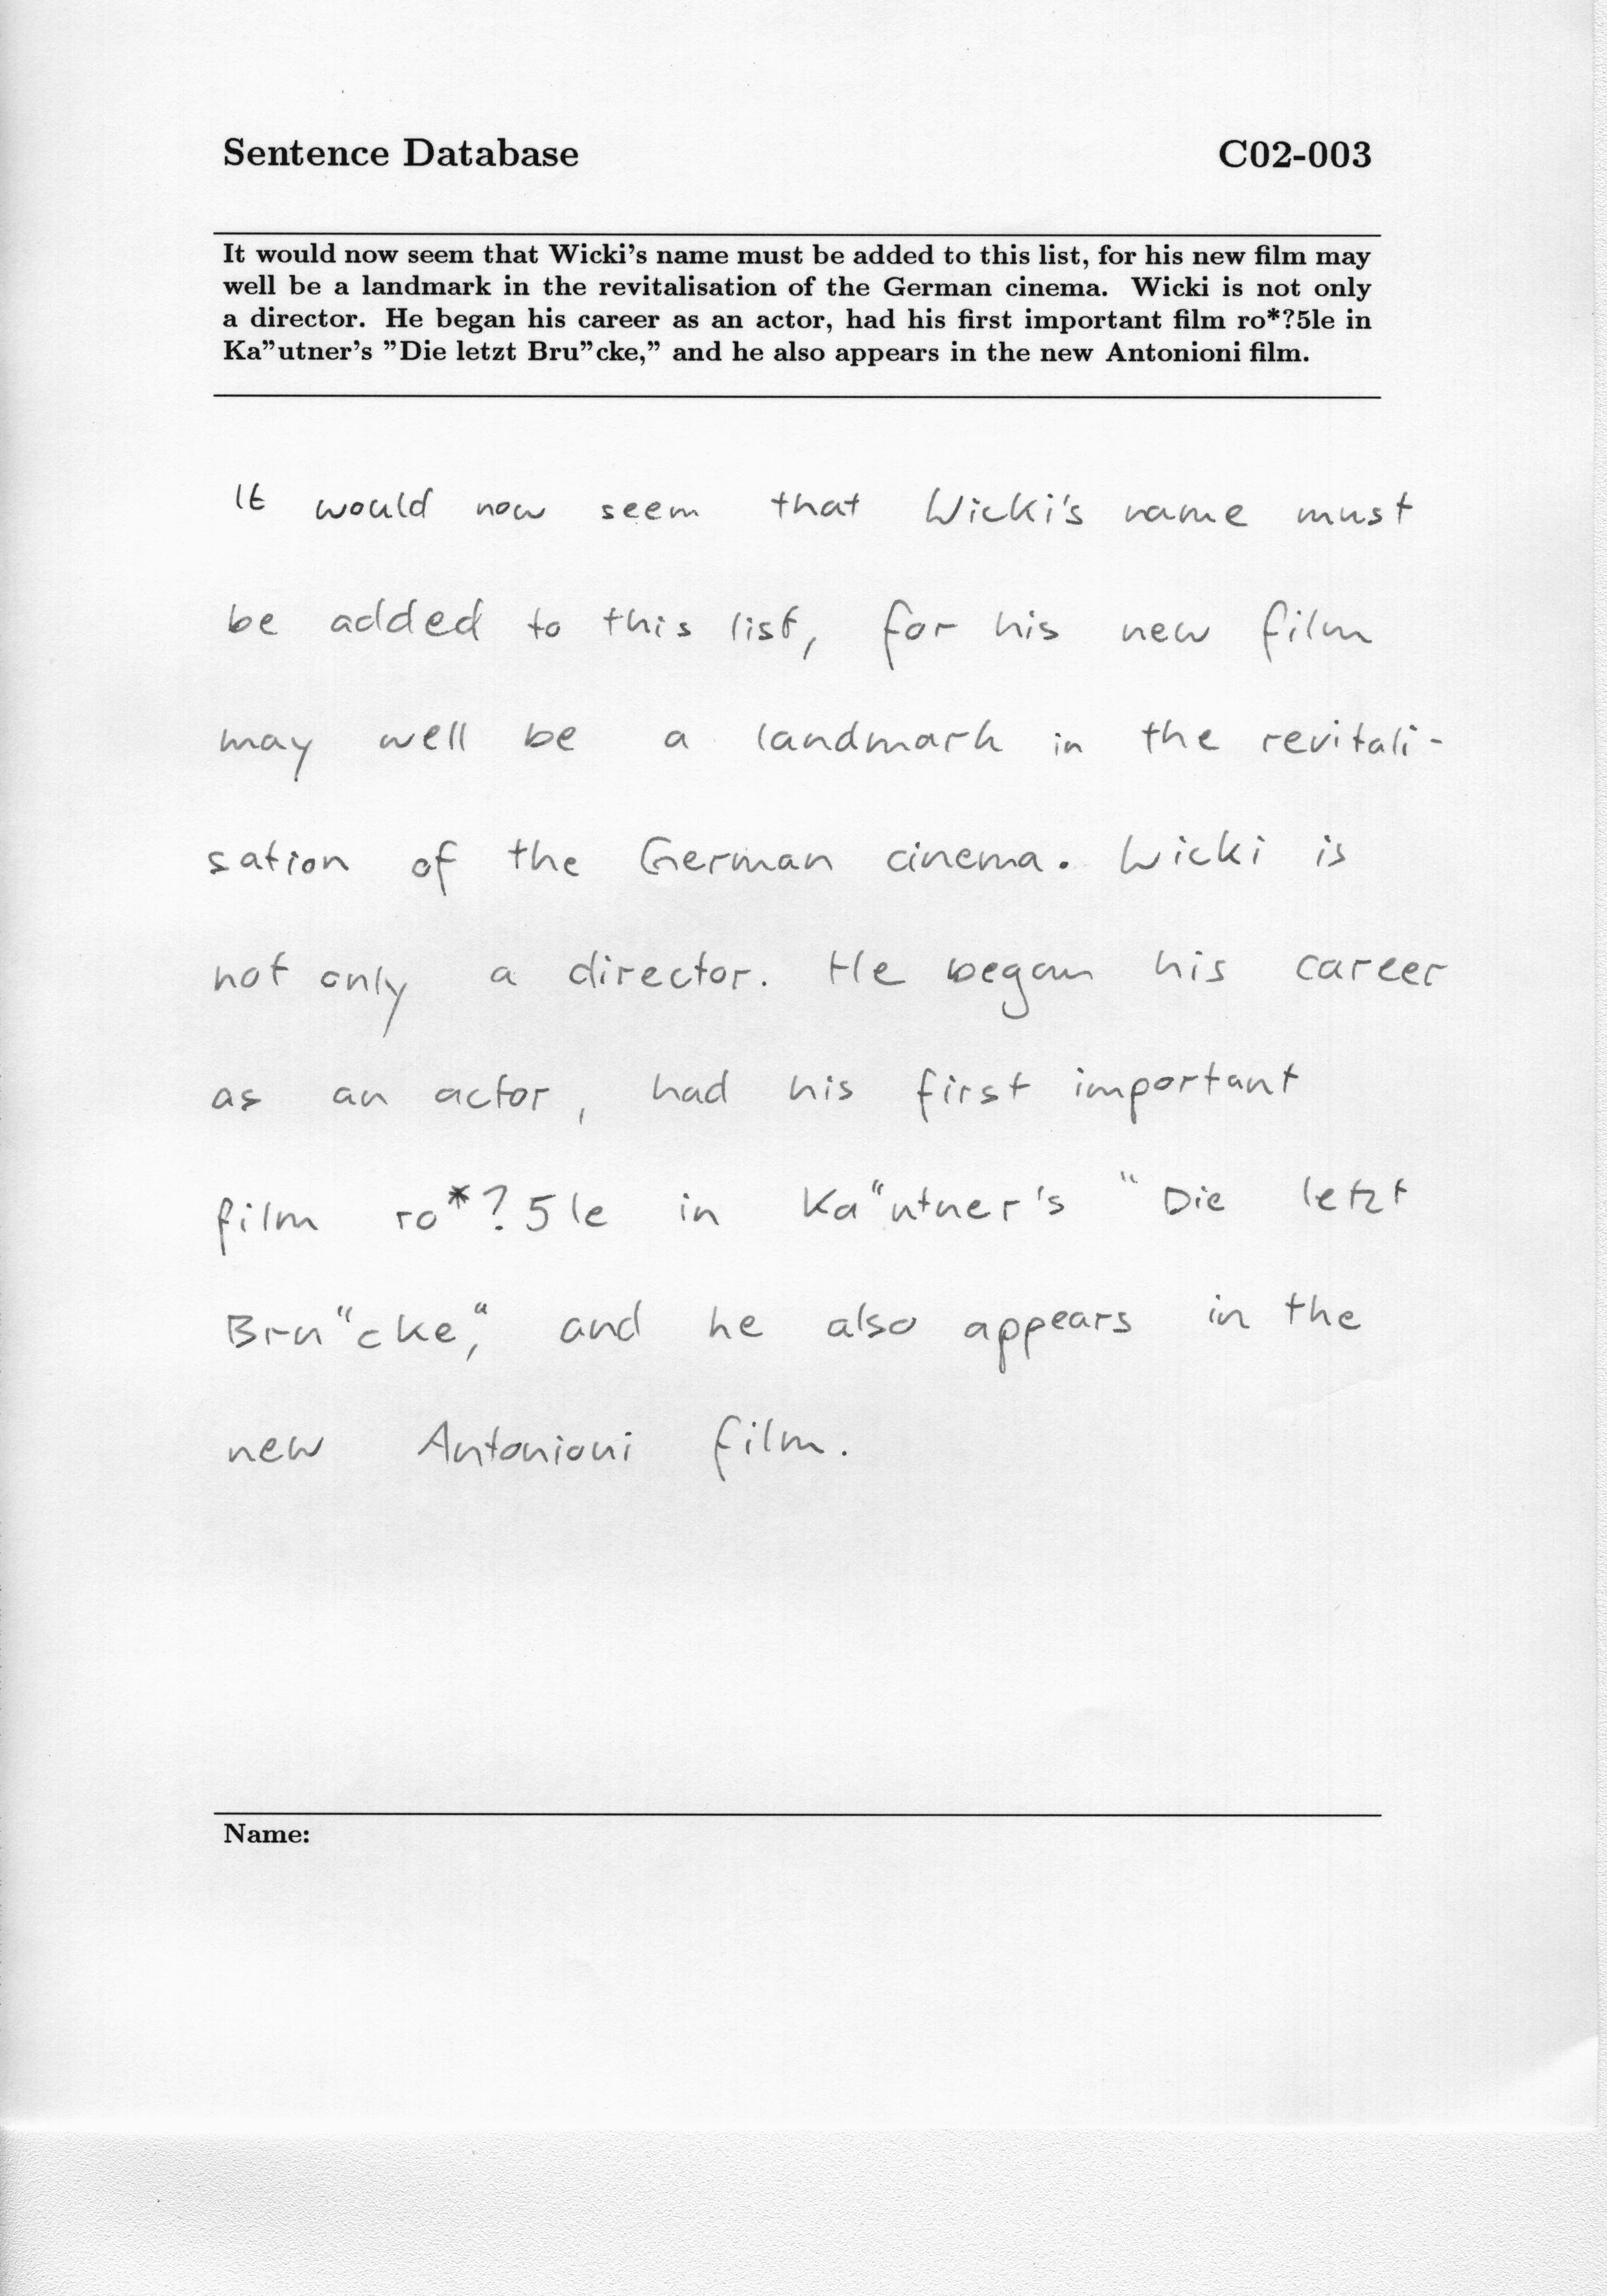 Sentence Database C02-003
It would now seem that Wicki's name must be added to this list, for his new film may
well be a landmark in the revitalisation of the German cinema. Wicki is not only
a director. He began his career as an actor, had his first important film ro*?5le in
Ka”utner's ”Die letzt Bru”cke,” and he also appears in the new Antonioni film.
It would now seem that Wicki's name must
be added to this list, for his new film
may well be a landmark in the revitali-
sation of the German cinema. Wicki is
not only a director. He began his career
as an actor, had his first important
film ro*?5le in Ka“utner's “Die letzt
Bru“cke,“ and he also appears in the
new Antonioni film.
Name: